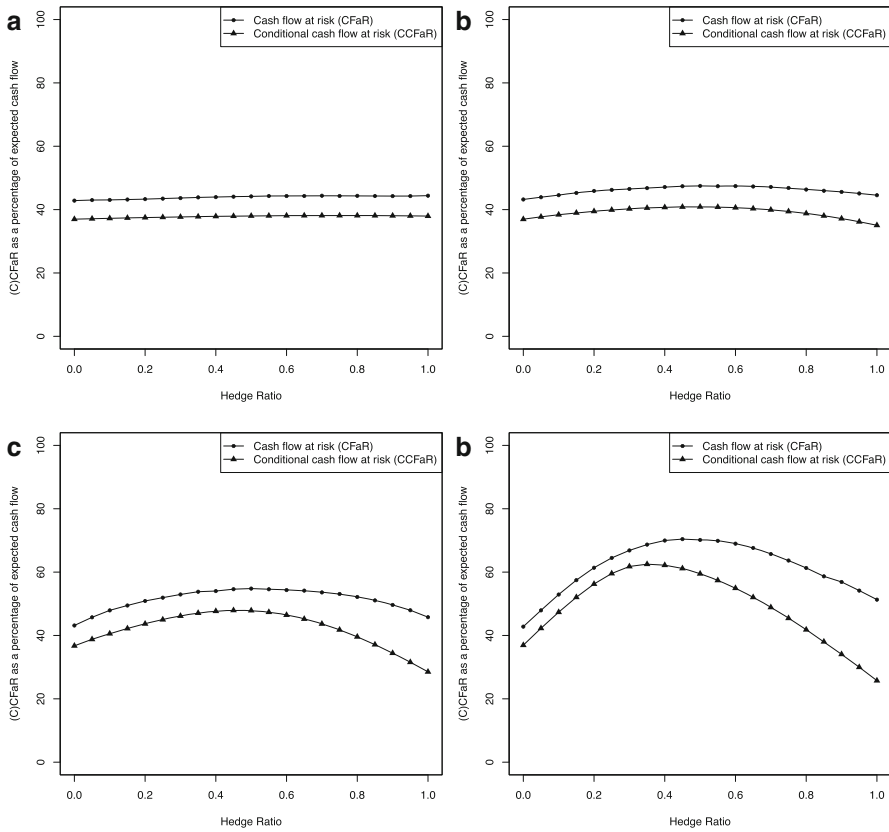 a
Cash flow at risk (CFaR)
Conditional cash flow at risk (CCFaR)
(C)CFaR as a percentage of expected cash flow
100
80
60
40
20
0
0.0 0.2 0.4 0.6 0.8 1.0
Hedge Ratio
b
Cash flow at risk (CFaR)
Conditional cash flow at risk (CCFaR)
(C)CFaR as a percentage of expected cash flow
100
80
60
40
20
0
0.0 0.2 0.4 0.6 0.8 1.0
Hedge Ratio
c
Cash flow at risk (CFaR)
Conditional cash flow at risk (CCFaR)
(C)CFaR as a percentage of expected cash flow
100
80
60
40
20
0
0.0 0.2 0.4 0.6 0.8 1.0
Hedge Ratio
b
Cash flow at risk (CFaR)
Conditional cash flow at risk (CCFaR)
(C)CFaR as a percentage of expected cash flow
100
80
60
40
20
0
0.0 0.2 0.4 0.6 0.8 1.0
Hedge Ratio